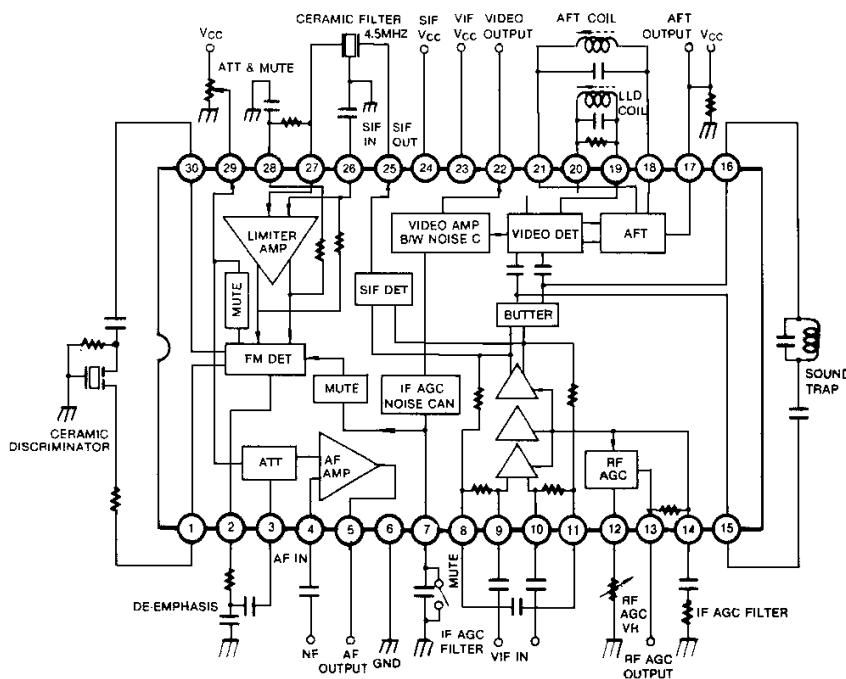 CERAMIC FILTER
4.5MHZ
SIF
VCC
VIF
VCC
VIDEO
OUTPUT
AFT COIL
AFT
OUTPUT
VCC
VCC
ATT & MUTE
SIF
IN
SIF
OUT
LLD
COIL
30
29
28
27
26
25
24
23
22
21
20
19
18
17
16
LIMITER
AMP
VIDEO AMP
B/W NOISE C
VIDEO DET
AFT
MUTE
SIF DET
BUTTER
FM DET
MUTE
IF AGC
NOISE CAN
SOUND
TRAP
CERAMIC
DISCRIMINATOR
ATT
AF
AMP
RF
AGC
1
2
3
4
5
6
7
8
9
10
11
12
13
14
15
AF IN
MUTE
DE-EMPHASIS
NF
AF
OUTPUT
GND
IF AGC
FILTER
VIF IN
RF
AGC
VR
RF AGC
OUTPUT
IF AGC FILTER